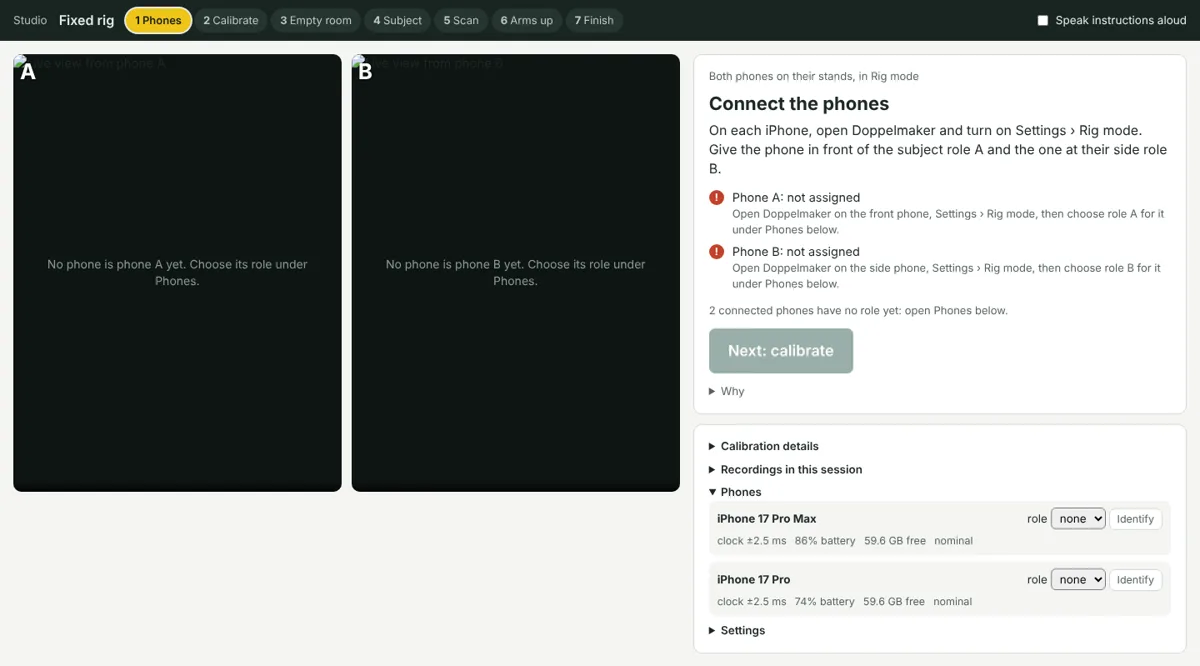 Studio Fixed rig 1 Phones 2 Calibrate 3 Empty room 4 Subject 5 Scan 6 Arms up 7 Finish Speak instructions aloud
A
view from phone A
B
view from phone
No phone is phone A yet. Choose its role under
Phones.
No phone is phone B yet. Choose its role under
Phones.
Both phones on their stands, in Rig mode
Connect the phones
On each iPhone, open Doppelmaker and turn on Settings › Rig mode.
Give the phone in front of the subject role A and the one at their side role
B.
! Phone A: not assigned
Open Doppelmaker on the front phone, Settings › Rig mode, then choose role A for it
under Phones below.
! Phone B: not assigned
Open Doppelmaker on the side phone, Settings › Rig mode, then choose role B for it
under Phones below.
2 connected phones have no role yet: open Phones below.
Next: calibrate
Why
Calibration details
Recordings in this session
Phones
iPhone 17 Pro Max role none Identify
clock ±2.5 ms 86% battery 59.6 GB free nominal
iPhone 17 Pro role none Identify
clock ±2.5 ms 74% battery 59.6 GB free nominal
Settings